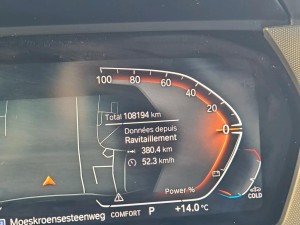 100 80 60 40 20
0
Total 108194 km
Données depuis
Ravitaillement
380.4 km
52.3 km/h
Power %
COLD
Moeskroensesteenweg COMFORT P +14.0 °C